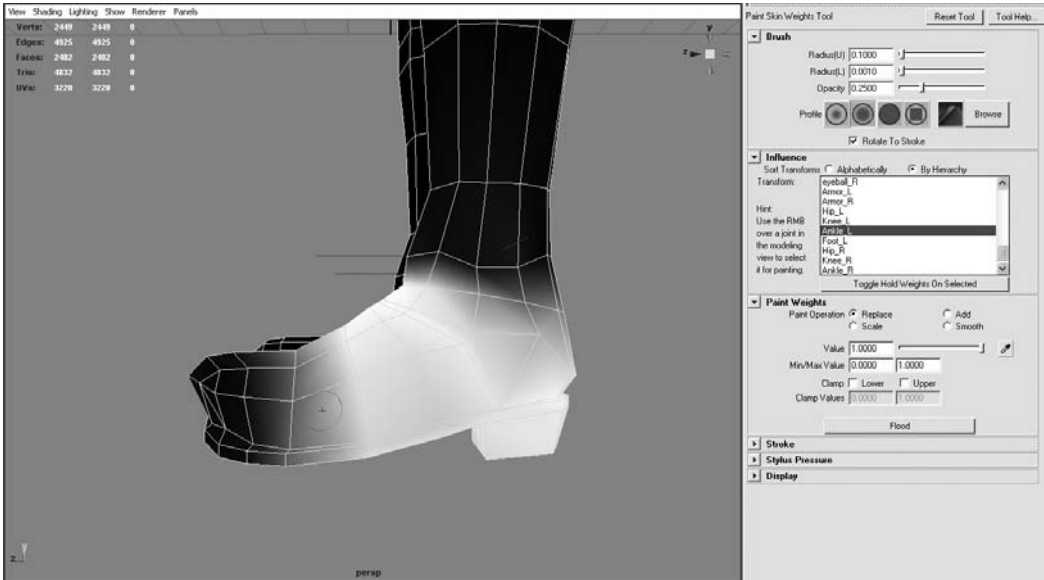 View Shading Lighting Show Renderer Panels
Verts: 2449 2449 0
Edges: 4925 4925 0
Faces: 2482 2482 0
Tris: 4832 4832 0
UVs: 3220 3220 0
y
z
y
z
persp
Paint Skin Weights Tool
Reset Tool
Tool Help...
Brush
Radius(U) 0.1000
Radius(L) 0.0010
Opacity 0.2500
Profile
Browse
Rotate To Stroke
Influence
Sort Transforms Alphabetically By Hierarchy
Transform:
eyeball_R
Armor_L
Armor_R
Hip_L
Knee_L
Ankle_L
Foot_L
Hip_R
Knee_R
Ankle_R
Hint:
Use the RMB
over a joint in
the modeling
view to select
it for painting.
Toggle Hold Weights On Selected
Paint Weights
Paint Operation Replace Add
Scale Smooth
Value 1.0000
Min/Max Value 0.0000 1.0000
Clamp Lower Upper
Clamp Values 0.0000 1.0000
Flood
Stroke
Stylus Pressure
Display